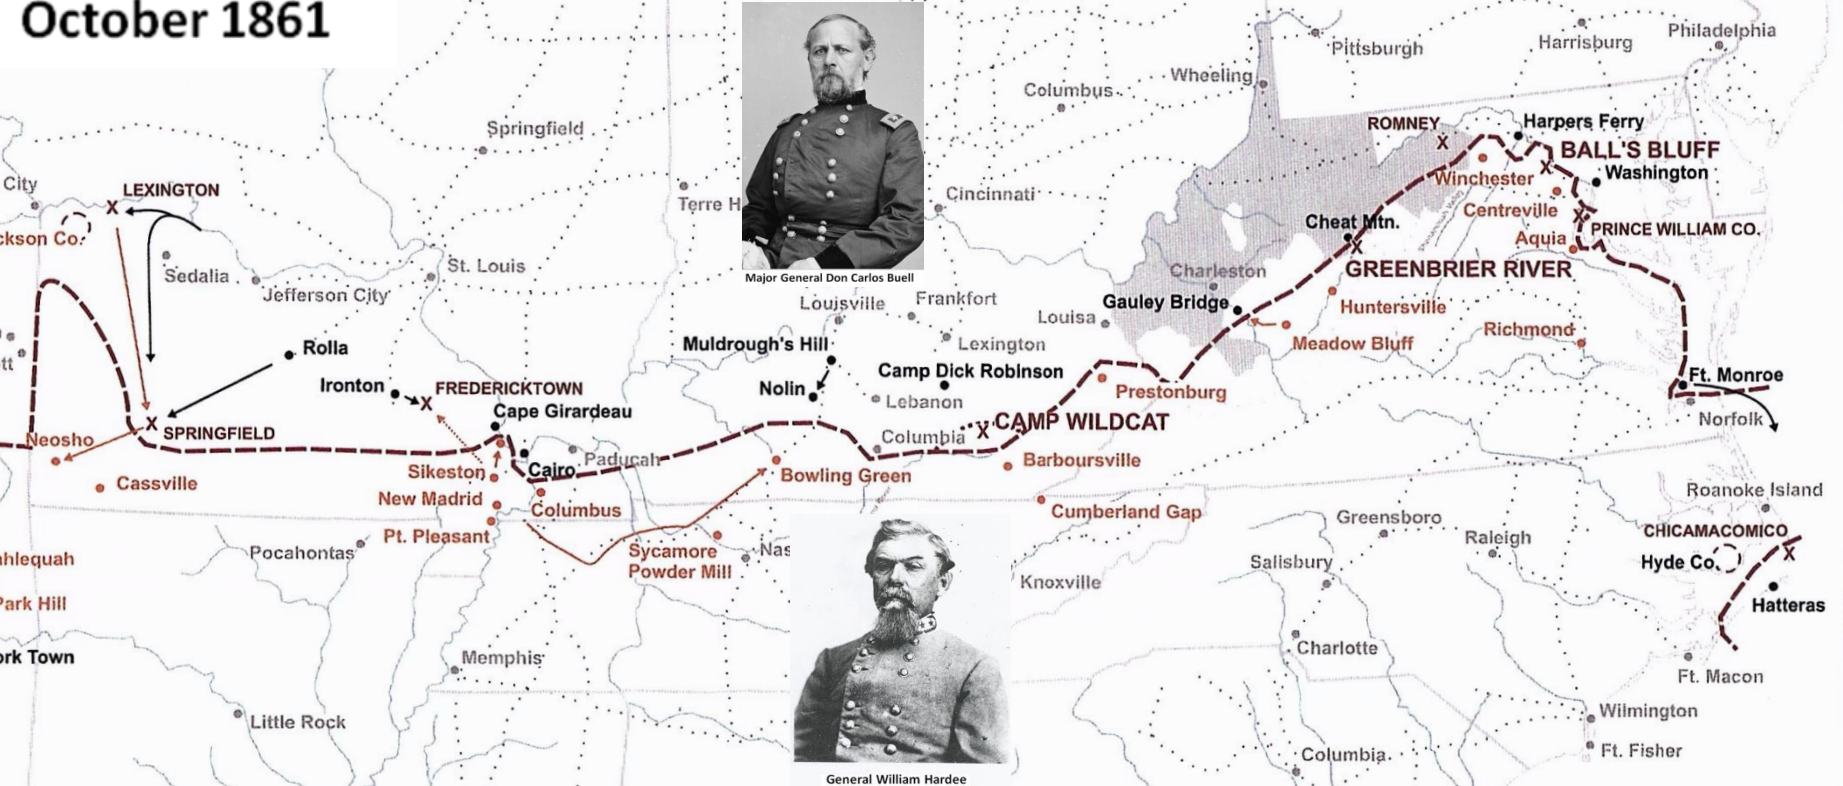 October 1861
Pittsburgh
Harrisburg
Philadelphia
Wheeling
Columbus
Springfield
ROMNEY
Harpers Ferry
BALL'S BLUFF
Washington
City
LEXINGTON
Terre H
Cincinnati
Winchester
Centreville
PRINCE WILLIAM CO.
Cheat Mtn.
Aquia
ckson Co.
Sedalia
Jefferson City
St. Louis
Major General Don Carlos Buell
Charleston
GREENBRIER RIVER
Louisville
Frankfort
Louisa
Gauley Bridge
Huntersville
Richmond
Meadow Bluff
Rolla
Muldrough's Hill
Lexington
tt
Ironton
FREDERICKTOWN
Nolin
Camp Dick Robinson
Ft. Monroe
Prestonburg
Cape Girardeau
Lebanon
CAMP WILDCAT
Norfolk
SPRINGFIELD
Neosho
Columbia
Cassville
Sikeston
Cairo
Paducah
Bowling Green
Barboursville
Roanoke Island
New Madrid
Columbus
Cumberland Gap
Greensboro
Pt. Pleasant
CHICAMACOMICO
Raleigh
Pocahontas
Sycamore
Powder Mill
Nas
Salisbury
Hyde Co.
ahlequah
Knoxville
Park Hill
Hatteras
ork Town
Memphis
Charlotte
Ft. Macon
Little Rock
Wilmington
Columbia
Ft. Fisher
General William Hardee